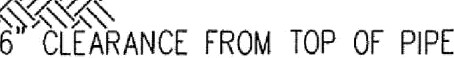 6" CLEARANCE FROM TOP OF PIPE